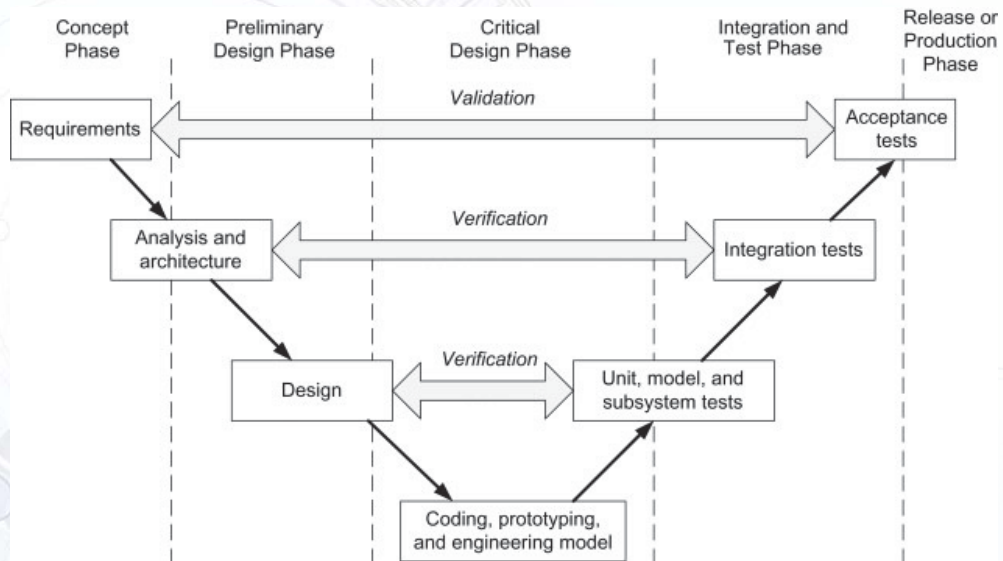 Concept
Phase
Preliminary
Design Phase
Critical
Design Phase
Integration and
Test Phase
Release or
Production
Phase
Requirements
Validation
Acceptance
tests
Analysis and
architecture
Verification
Integration tests
Design
Verification
Unit, model, and
subsystem tests
Coding, prototyping,
and engineering model